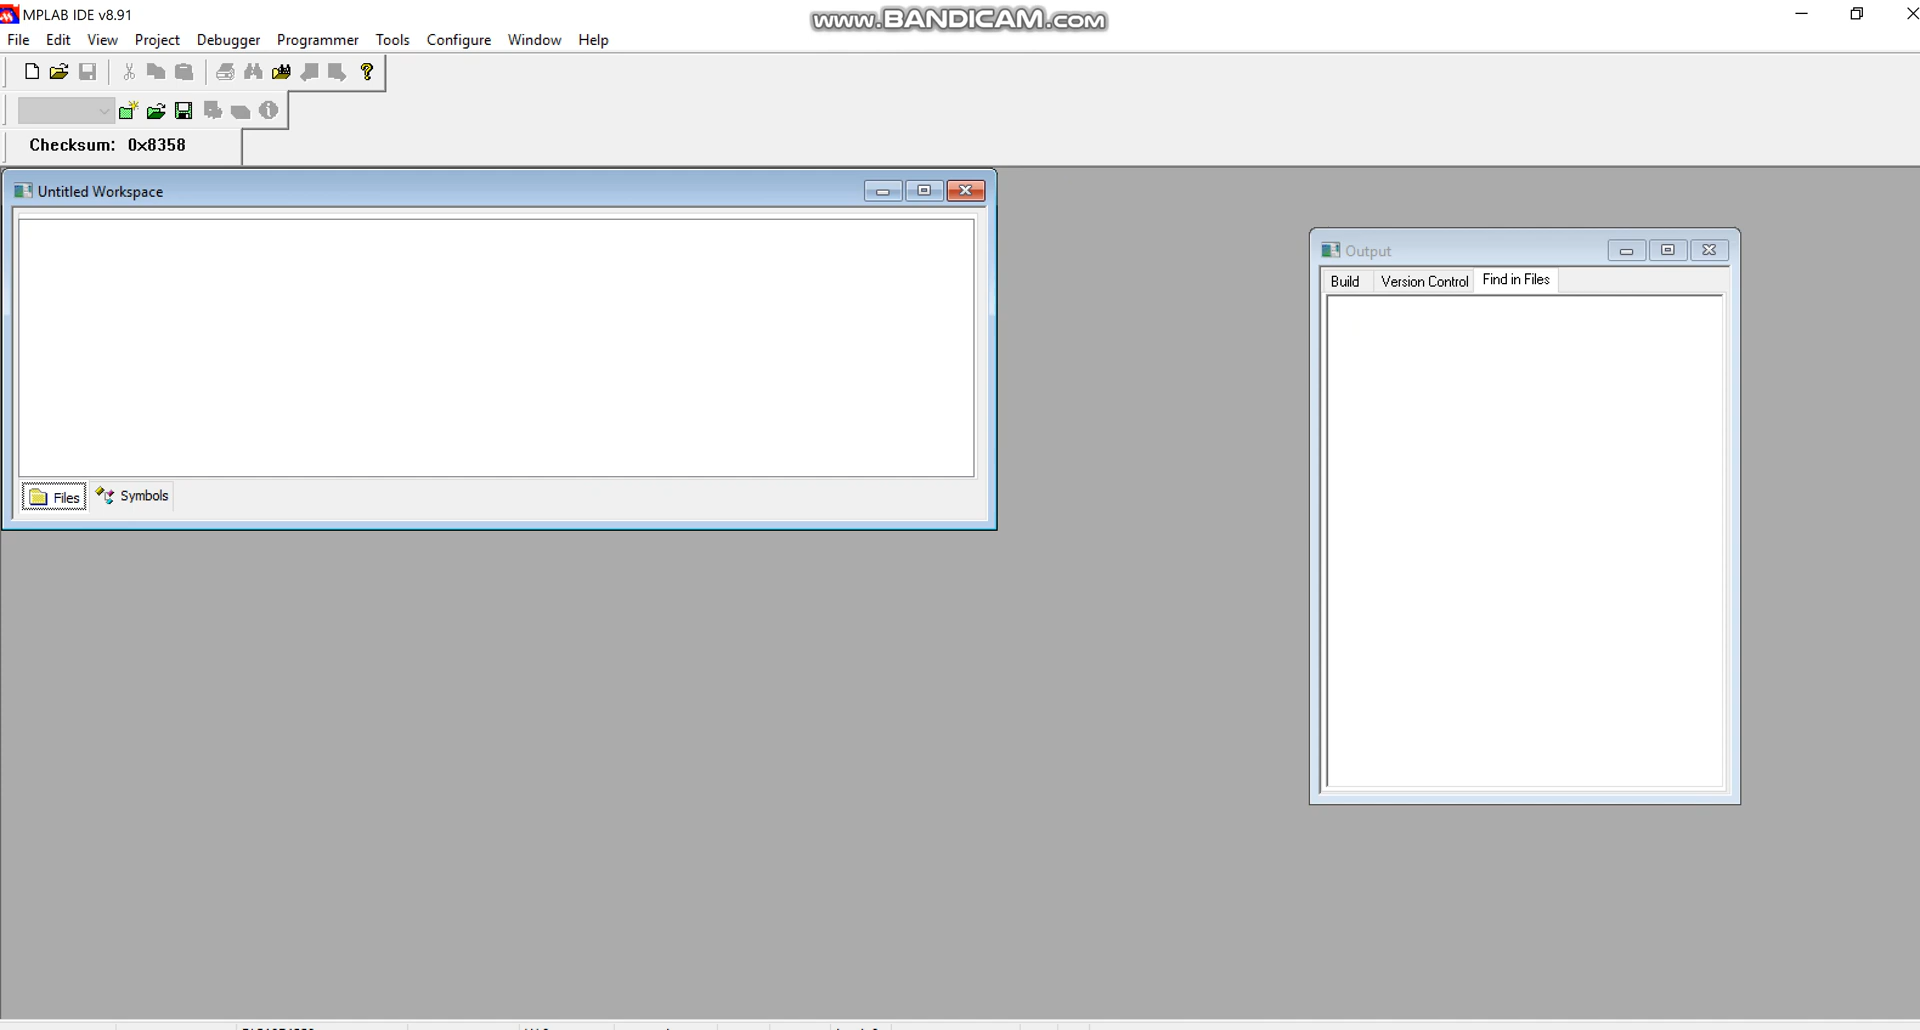 MPLAB IDE v8.91
www.BANDICAM.com
File Edit View Project Debugger Programmer Tools Configure Window Help
Checksum: 0x8358
Untitled Workspace
Files Symbols
Output
Build Version Control Find in Files